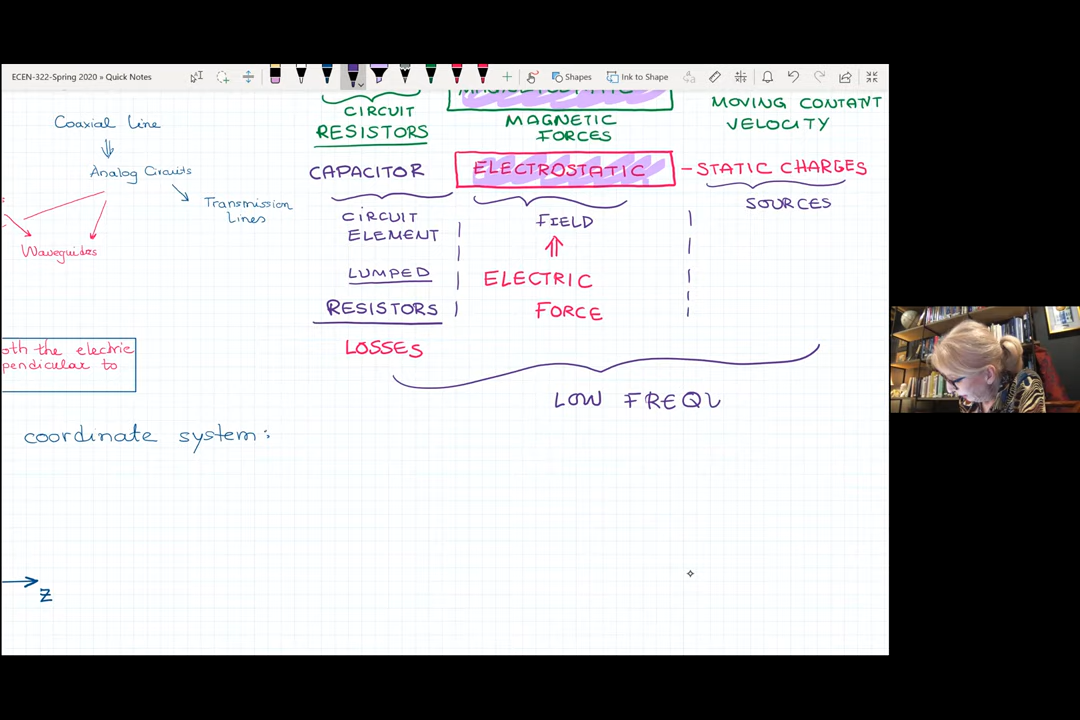 ECEN-322-Spring 2020 » Quick Notes
Shapes
Ink to Shape
Coaxial Line
Analog Circuits
Transmission
Lines
Waveguides
CIRCUIT
RESISTORS
MAGNETIC
FORCES
MOVING CONTANT
VELOCITY
CAPACITOR
ELECTROSTATIC
- STATIC CHARGES
CIRCUIT
ELEMENT
FIELD
SOURCES
LUMPED
ELECTRIC
RESISTORS
FORCE
LOSSES
oth the electric
pendicular to
LOW FREQU
coordinate system:
Z